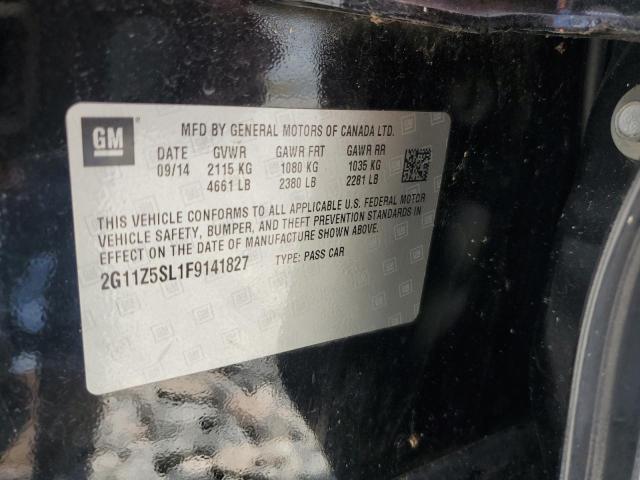 GM
MFD BY GENERAL MOTORS OF CANADA LTD.
DATE GVWR GAWR FRT GAWR RR
09/14 2115 KG 1080 KG 1035 KG
4661 LB 2380 LB 2281 LB
THIS VEHICLE CONFORMS TO ALL APPLICABLE U.S. FEDERAL MOTOR
VEHICLE SAFETY, BUMPER, AND THEFT PREVENTION STANDARDS IN
EFFECT ON THE DATE OF MANUFACTURE SHOWN ABOVE.
2G11Z5SL1F9141827 TYPE: PASS CAR